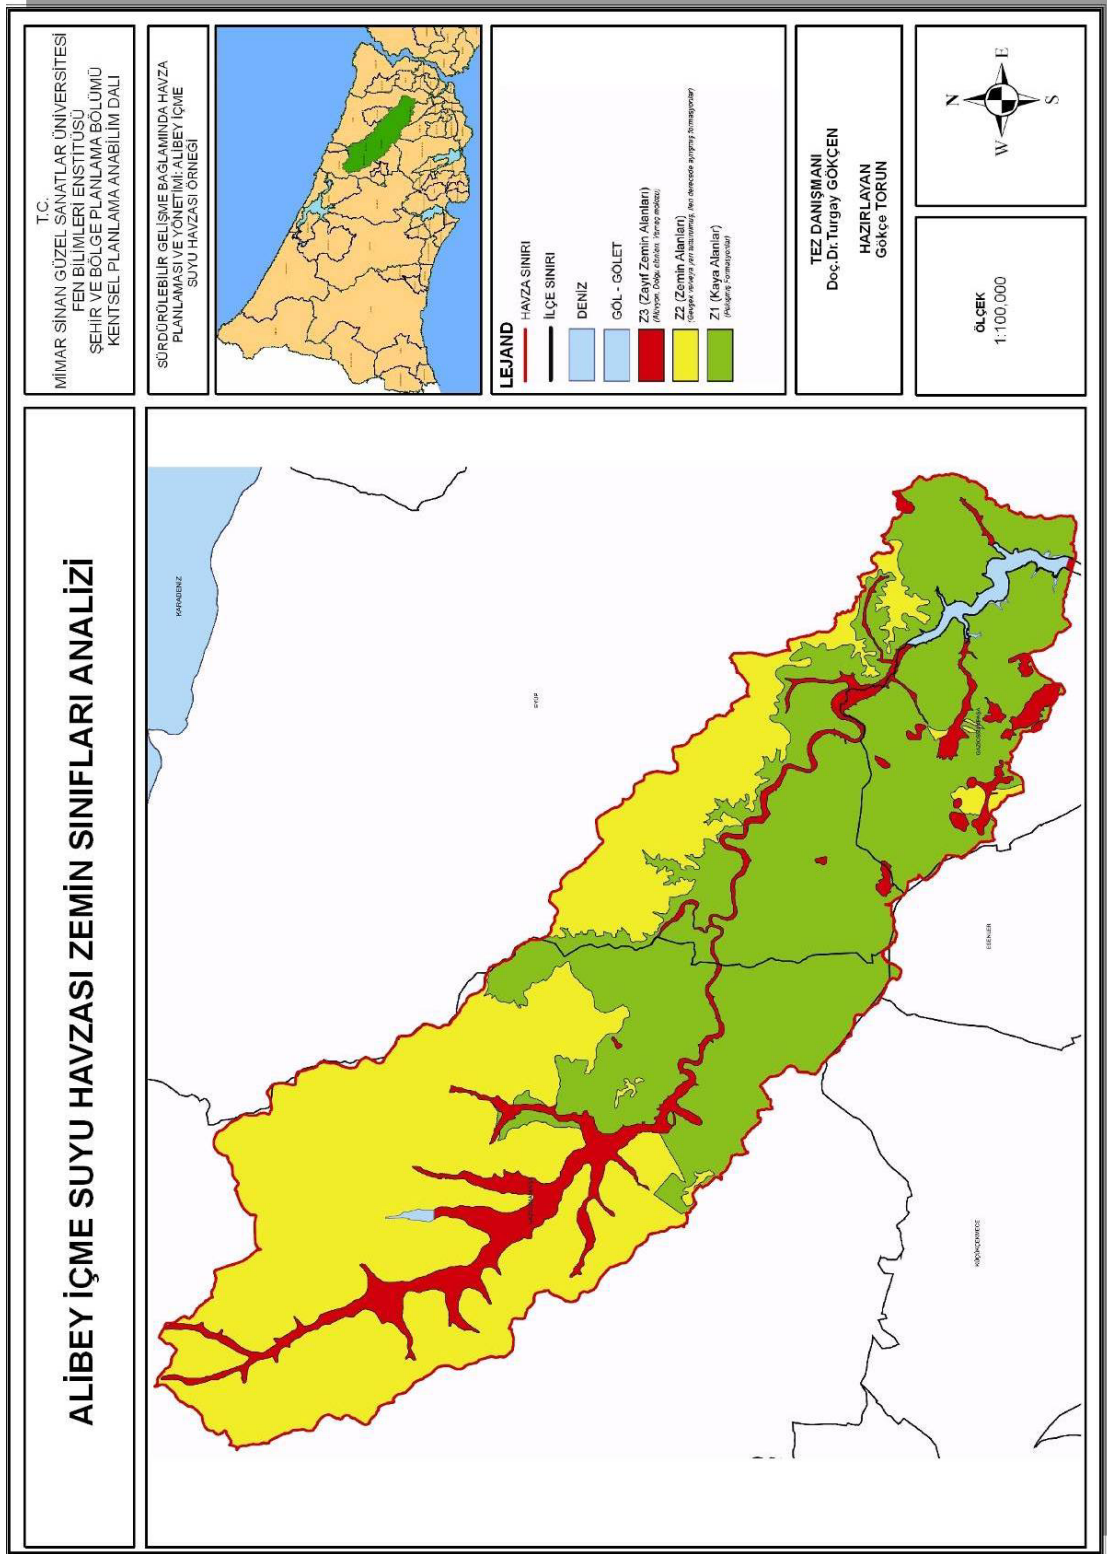 ALİBEY İÇME SUYU HAVZASI ZEMİN SINIFLARI ANALİZİ
T.C.
MİMAR SİNAN GÜZEL SANATLAR ÜNİVERSİTESİ
FEN BİLİMLERİ ENSTİTÜSÜ
ŞEHİR VE BÖLGE PLANLAMA BÖLÜMÜ
KENTSEL PLANLAMA ANABİLİM DALI
SÜRDÜRÜLEBİLİR GELİŞME BAĞLAMINDA HAVZA
PLANLAMASI VE YÖNETİMİ: ALİBEY İÇME
SUYU HAVZASI ÖRNEĞİ
LEJAND
HAVZA SINIRI
İLÇE SINIRI
DENİZ
GÖL - GÖLET
Z3 (Zayıf Zemin Alanları)
Z2 (Zemin Alanları)
Z1 (Kaya Alanlar)
TEZ DANIŞMANI
Doç.Dr.Turgay GÖKÇEN
HAZIRLAYAN
Gökçe TORUN
N
E
S
W
ÖLÇEK
1:100,000
KARADENİZ
EYÜP
ESENLER
KÜÇÜKÇEKMECE